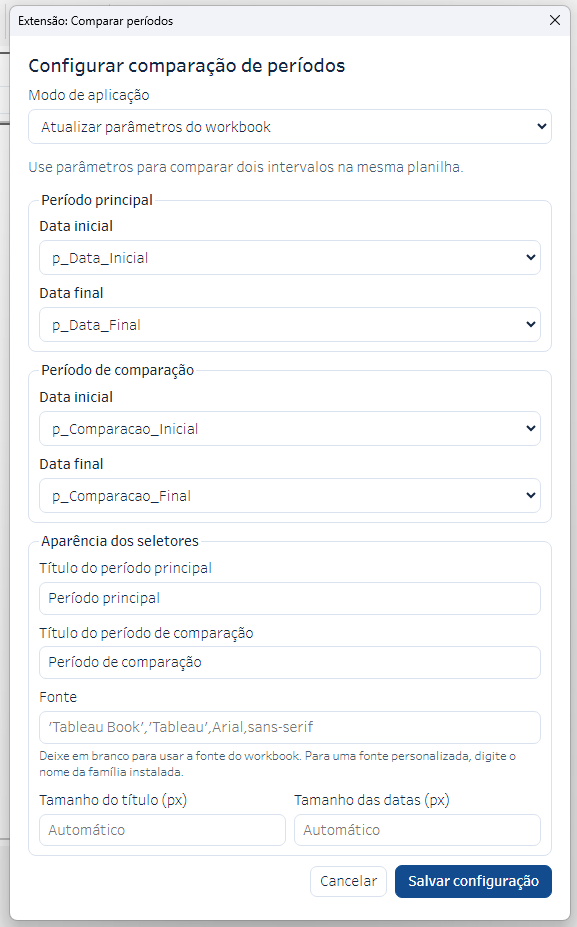 Extensão: Comparar períodos
Configurar comparação de períodos
Modo de aplicação
Atualizar parâmetros do workbook
Use parâmetros para comparar dois intervalos na mesma planilha.
Período principal
Data inicial
p_Data_Inicial
Data final
p_Data_Final
Período de comparação
Data inicial
p_Comparacao_Inicial
Data final
p_Comparacao_Final
Aparência dos seletores
Título do período principal
Período principal
Título do período de comparação
Período de comparação
Fonte
'Tableau Book','Tableau',Arial,sans-serif
Deixe em branco para usar a fonte do workbook. Para uma fonte personalizada, digite o
nome da família instalada.
Tamanho do título (px) Tamanho das datas (px)
Automático Automático
Cancelar Salvar configuração